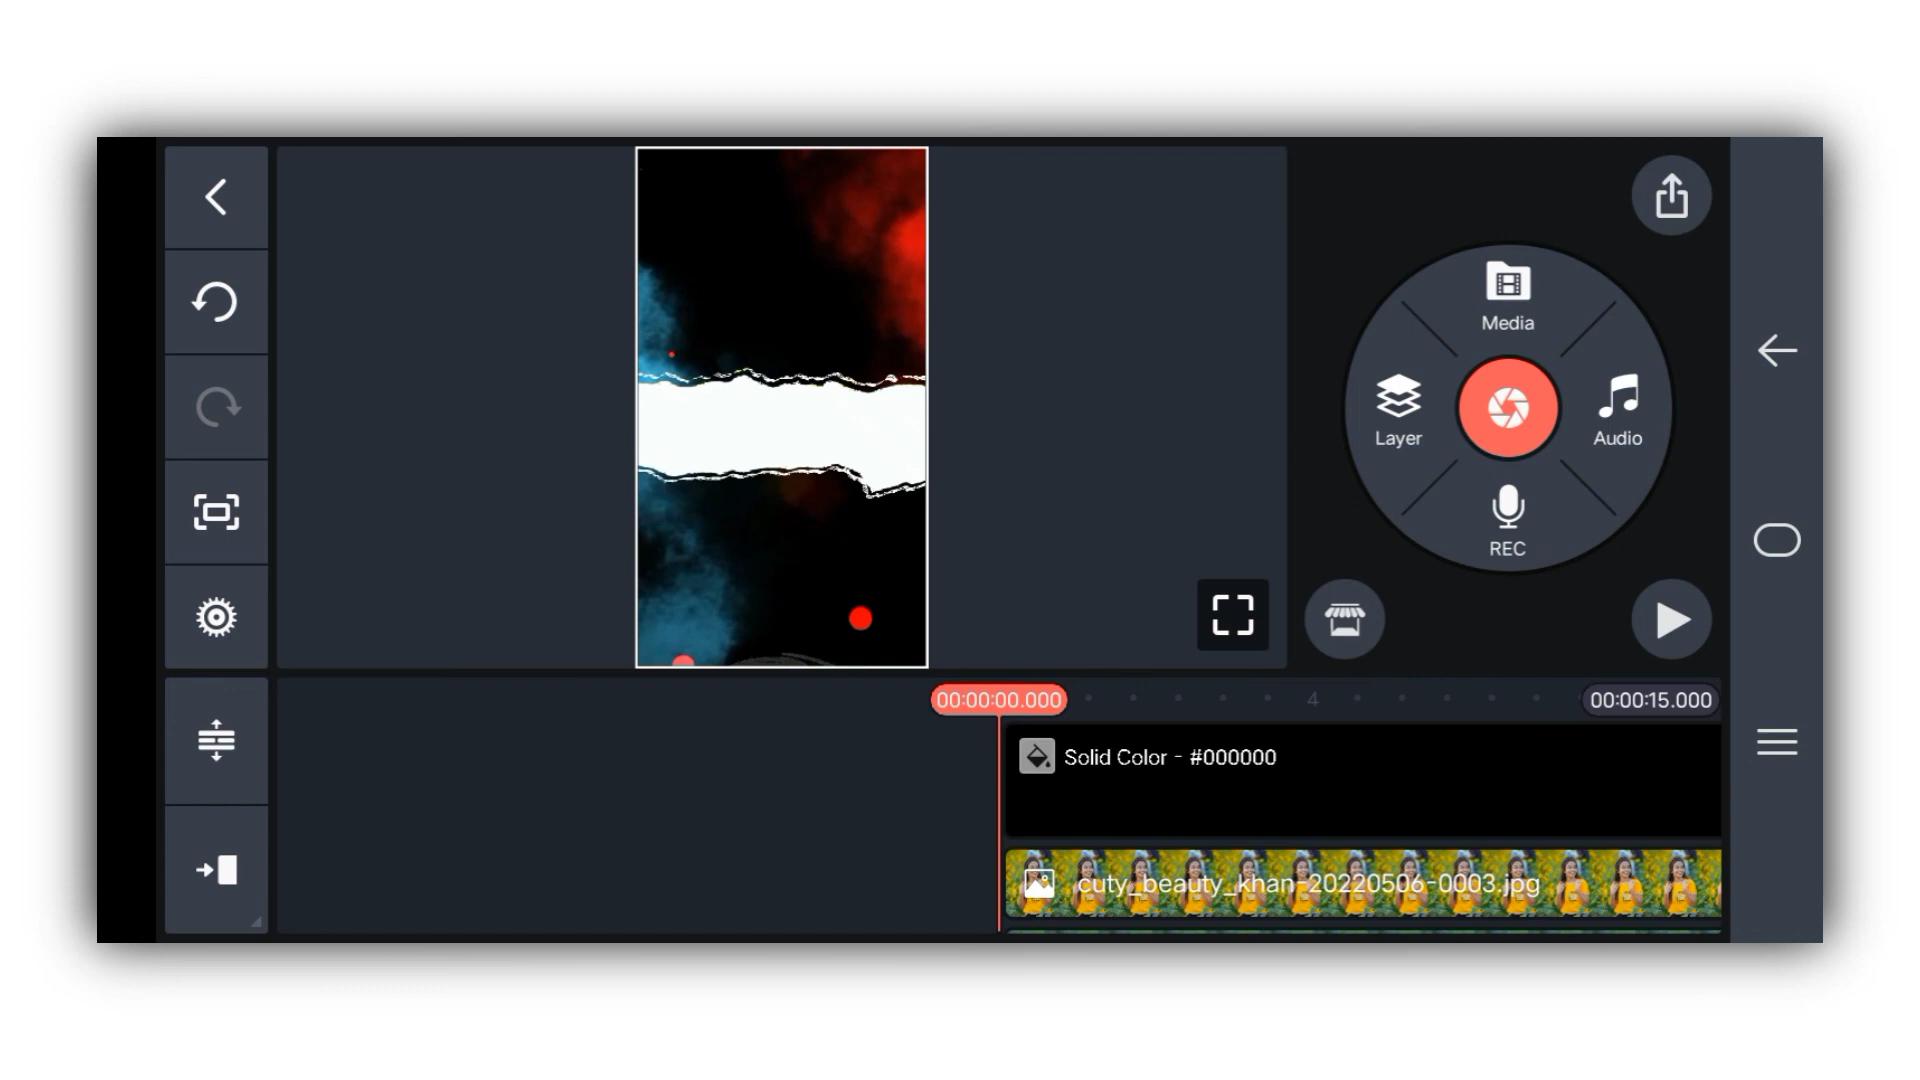 Media
Layer
Audio
REC
00:00:00.000
4
00:00:15.000
Solid Color - #000000
cuty_beauty_khan-20220506-0003.jpg